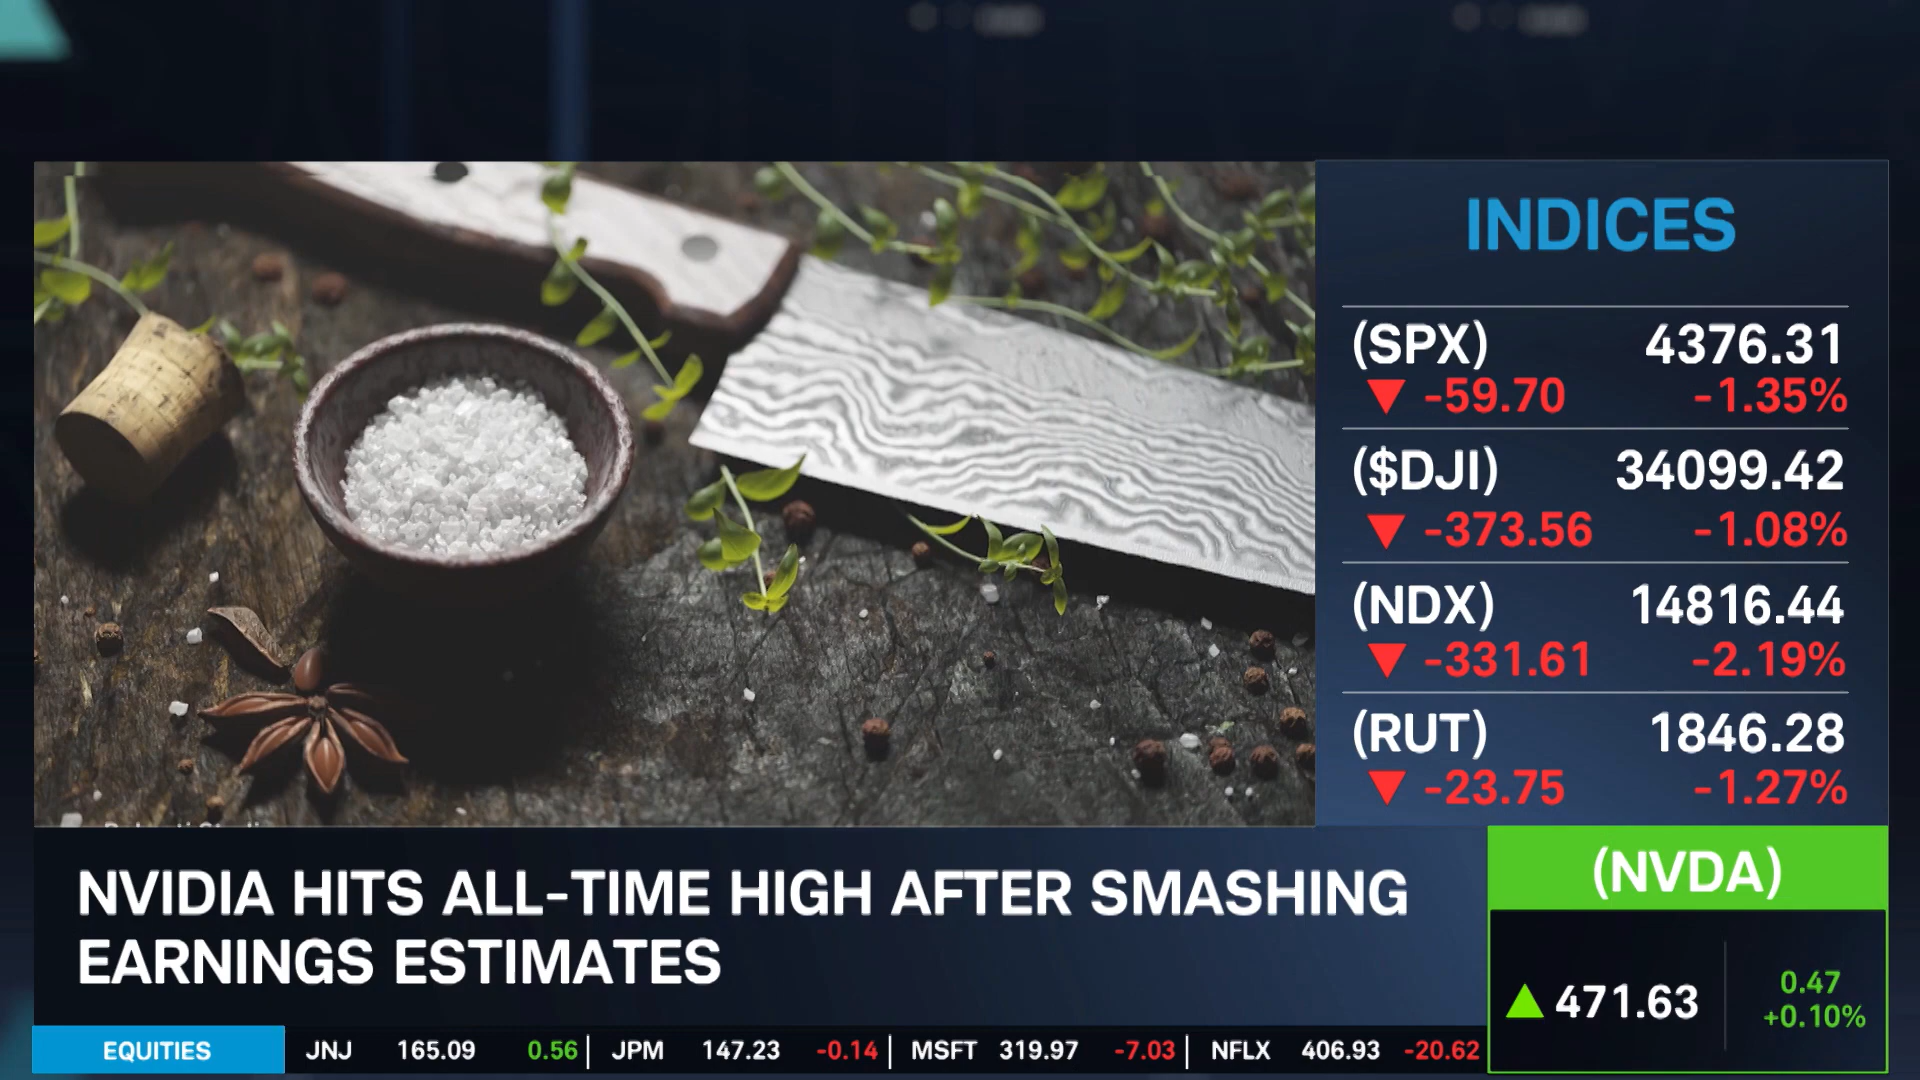 INDICES
(SPX) 4376.31
-59.70 -1.35%
($DJI) 34099.42
-373.56 -1.08%
(NDX) 14816.44
-331.61 -2.19%
(RUT) 1846.28
-23.75 -1.27%
NVIDIA HITS ALL-TIME HIGH AFTER SMASHING
EARNINGS ESTIMATES
(NVDA)
471.63
0.47
+0.10%
EQUITIES JNJ 165.09 0.56 JPM 147.23 -0.14 MSFT 319.97 -7.03 NFLX 406.93 -20.62